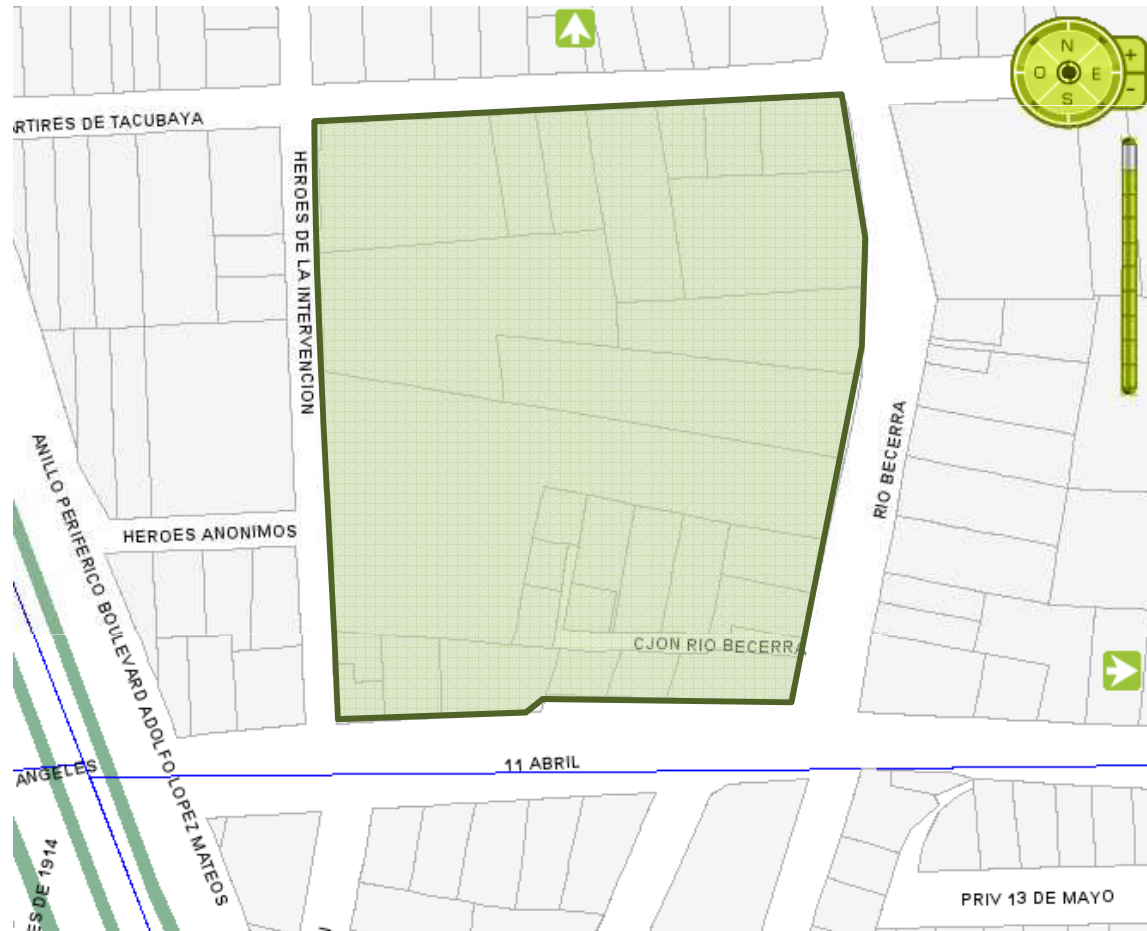 N
O
E
S
+
-
RTIRES DE TACUBAYA
HEROES DE LA INTERVENCION
RIO BECERRA
ANILLO PERIFERICO BOULEVARD ADOLFO LOPEZ MATEOS
HEROES ANONIMOS
CJON RIO BECERRA
ANGELES
11 ABRIL
ES DE 1914
PRIV 13 DE MAYO